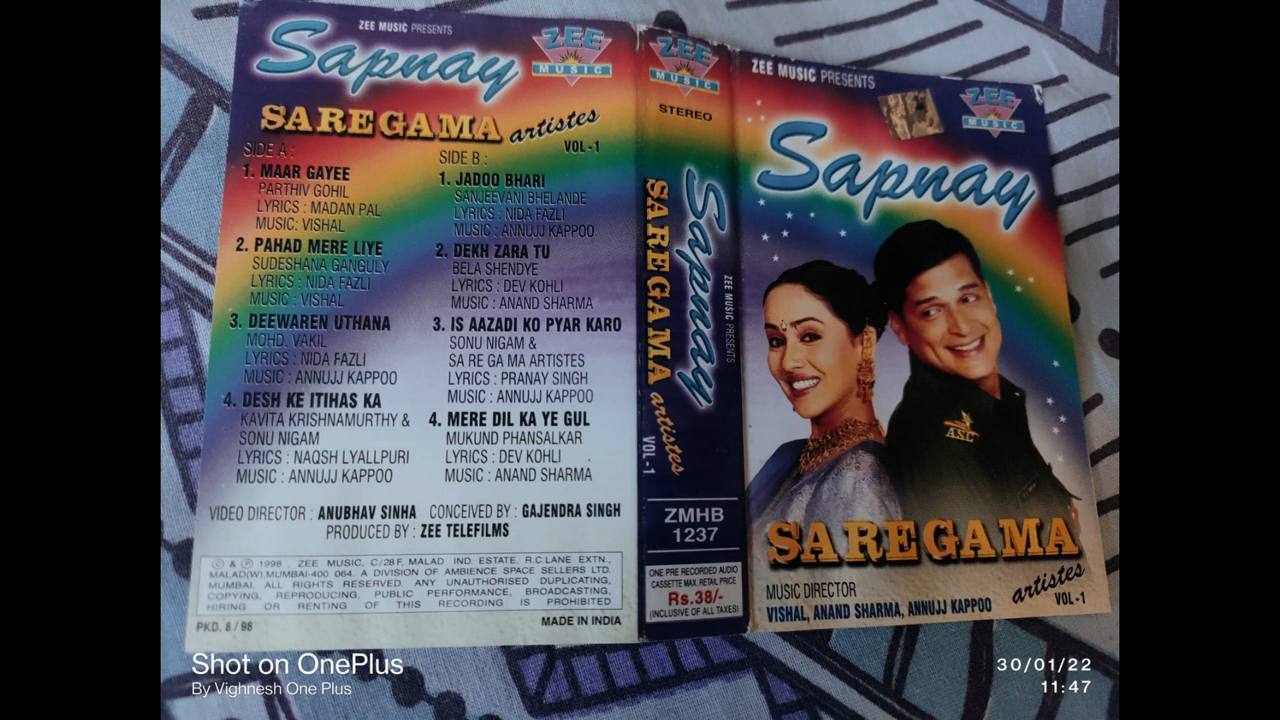 ZEE MUSIC PRESENTS
Sapnay
ZEE
MUSIC
SAREGAMA artistes
VOL-1
SIDE A :
1. MAAR GAYEE
PARTHIV GOHIL
LYRICS : MADAN PAL
MUSIC: VISHAL
2. PAHAD MERE LIYE
SUDESHANA GANGULY
LYRICS : NIDA FAZLI
MUSIC : VISHAL
3. DEEWAREN UTHANA
MOHD. VAKIL
LYRICS : NIDA FAZLI
MUSIC : ANNUJJ KAPPOO
4. DESH KE ITIHAS KA
KAVITA KRISHNAMURTHY &
SONU NIGAM
LYRICS : NAQSH LYALLPURI
MUSIC : ANNUJJ KAPPOO
SIDE B :
1. JADOO BHARI
SANJEEVANI BHELANDE
LYRICS : NIDA FAZLI
MUSIC : ANNUJJ KAPPOO
2. DEKH ZARA TU
BELA SHENDYE
LYRICS : DEV KOHLI
MUSIC : ANAND SHARMA
3. IS AAZADI KO PYAR KARO
SONU NIGAM &
SA RE GA MA ARTISTES
LYRICS : PRANAY SINGH
MUSIC : ANNUJJ KAPPOO
4. MERE DIL KA YE GUL
MUKUND PHANSALKAR
LYRICS : DEV KOHLI
MUSIC : ANAND SHARMA
VIDEO DIRECTOR : ANUBHAV SINHA CONCEIVED BY : GAJENDRA SINGH
PRODUCED BY : ZEE TELEFILMS
© & ℗ 1998 . ZEE MUSIC, C/28 F, MALAD IND. ESTATE, R.C.LANE EXTN.,
MALAD(W),MUMBAI-400 064. A DIVISION OF AMBIENCE SPACE SELLERS LTD.
MUMBAI. ALL RIGHTS RESERVED. ANY UNAUTHORISED DUPLICATING,
COPYING, REPRODUCING, PUBLIC PERFORMANCE, BROADCASTING,
HIRING OR RENTING OF THIS RECORDING IS PROHIBITED
PKD. 8 / 98
MADE IN INDIA
ZEE
MUSIC
STEREO
ZEE MUSIC PRESENTS
Sapnay
SAREGAMA artistes
VOL-1
ZMHB
1237
ONE PRE RECORDED AUDIO
CASSETTE MAX. RETAIL PRICE
Rs.38/-
(INCLUSIVE OF ALL TAXES)
ZEE MUSIC PRESENTS
ZEE
MUSIC
Sapnay
ASC
SAREGAMA
artistes
VOL-1
MUSIC DIRECTOR
VISHAL, ANAND SHARMA, ANNUJJ KAPPOO
Shot on OnePlus
By Vighnesh One Plus
30/01/22
11:47